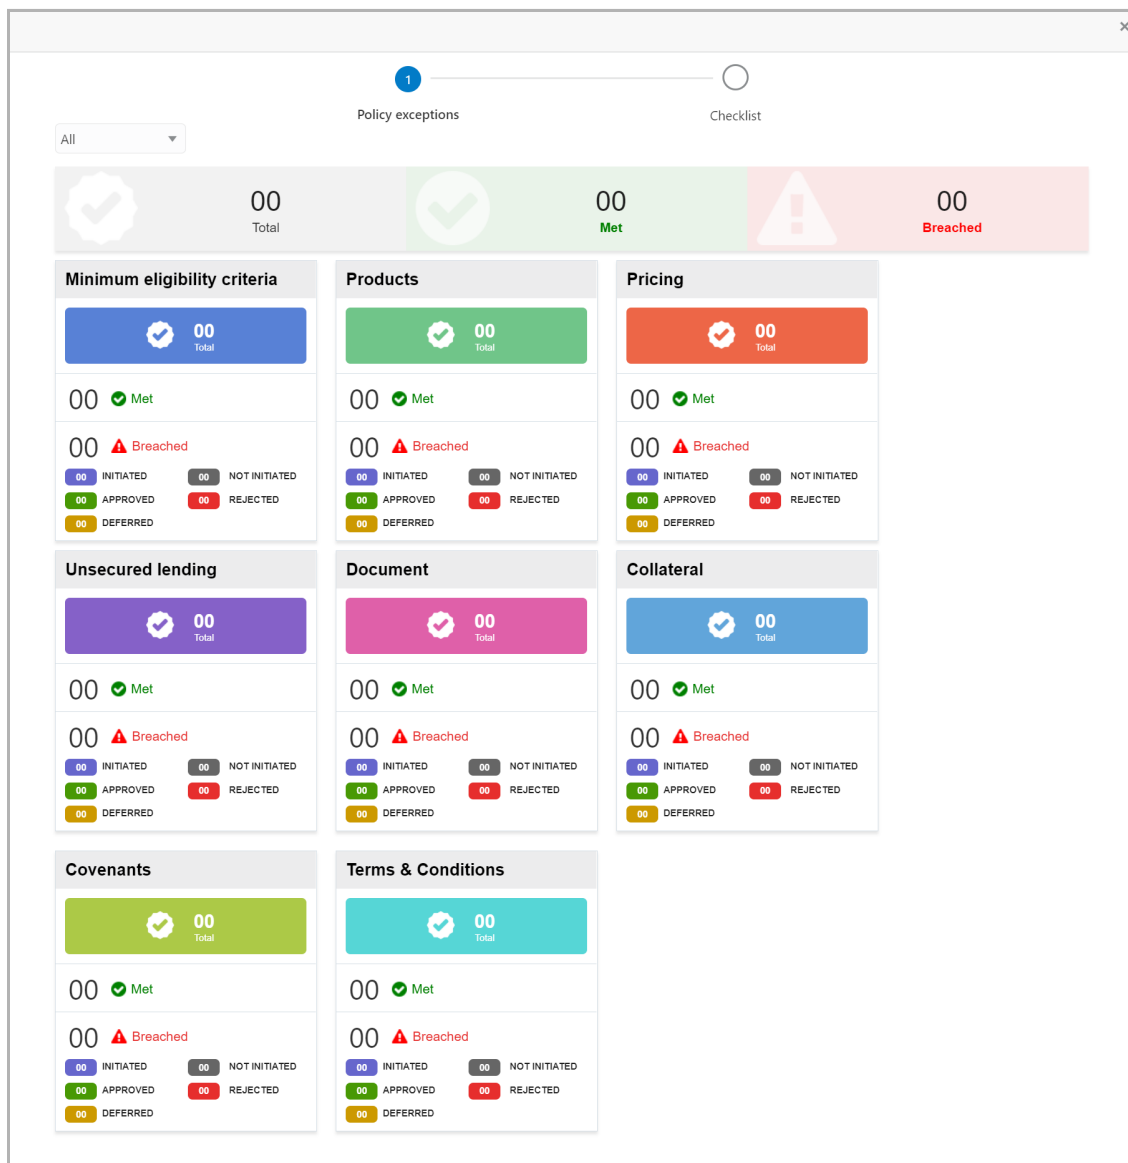 ×
1
Policy exceptions
Checklist
All
00
Total
00
Met
00
Breached
Minimum eligibility criteria
00
Total
00 Met
00 Breached
00 INITIATED 00 NOT INITIATED
00 APPROVED 00 REJECTED
00 DEFERRED
Products
00
Total
00 Met
00 Breached
00 INITIATED 00 NOT INITIATED
00 APPROVED 00 REJECTED
00 DEFERRED
Pricing
00
Total
00 Met
00 Breached
00 INITIATED 00 NOT INITIATED
00 APPROVED 00 REJECTED
00 DEFERRED
Unsecured lending
00
Total
00 Met
00 Breached
00 INITIATED 00 NOT INITIATED
00 APPROVED 00 REJECTED
00 DEFERRED
Document
00
Total
00 Met
00 Breached
00 INITIATED 00 NOT INITIATED
00 APPROVED 00 REJECTED
00 DEFERRED
Collateral
00
Total
00 Met
00 Breached
00 INITIATED 00 NOT INITIATED
00 APPROVED 00 REJECTED
00 DEFERRED
Covenants
00
Total
00 Met
00 Breached
00 INITIATED 00 NOT INITIATED
00 APPROVED 00 REJECTED
00 DEFERRED
Terms & Conditions
00
Total
00 Met
00 Breached
00 INITIATED 00 NOT INITIATED
00 APPROVED 00 REJECTED
00 DEFERRED